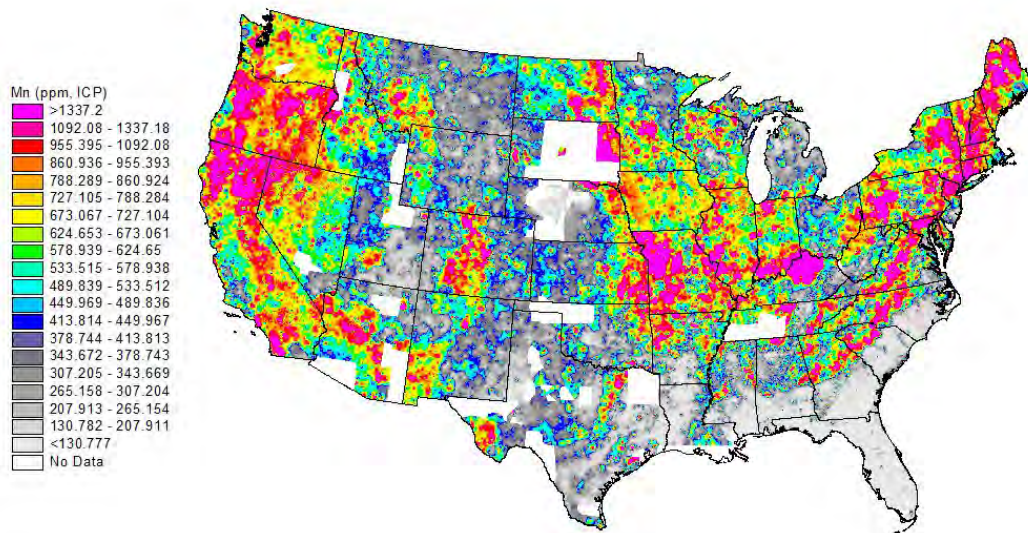 Mn (ppm, ICP)
>1337.2
1092.08 - 1337.18
955.395 - 1092.08
860.936 - 955.393
788.289 - 860.924
727.105 - 788.284
673.067 - 727.104
624.653 - 673.061
578.939 - 624.65
533.515 - 578.938
489.839 - 533.512
449.969 - 489.836
413.814 - 449.967
378.744 - 413.813
343.672 - 378.743
307.205 - 343.669
265.158 - 307.204
207.913 - 265.154
130.782 - 207.911
<130.777
No Data